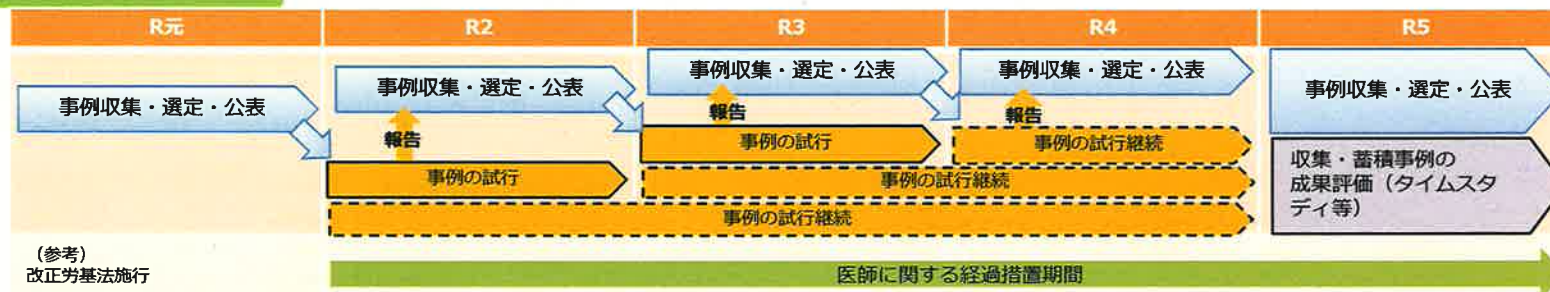 R元
R2
R3
R4
R5
事例収集・選定・公表
事例収集・選定・公表
事例収集・選定・公表
事例収集・選定・公表
事例収集・選定・公表
報告
報告
報告
事例の試行
事例の試行
事例の試行継続
事例の試行継続
事例の試行継続
収集・蓄積事例の
成果評価（タイムスタ
ディ等）
（参考）
改正労基法施行
医師に関する経過措置期間